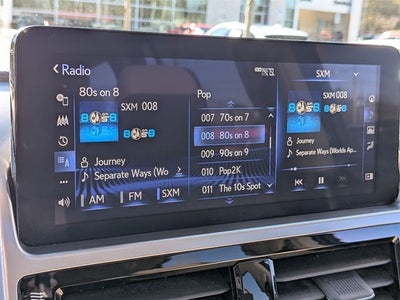 Radio
SXM
80s on 8
SXM 008
Journey
Separate Ways (Wo
AM
FM
SXM
Pop
007 70s on 7
008 80s on 8
009 90s on 9
010 Pop2K
011 The 10s Spot
SXM 008
Journey
Separate Ways (Worlds Ap...